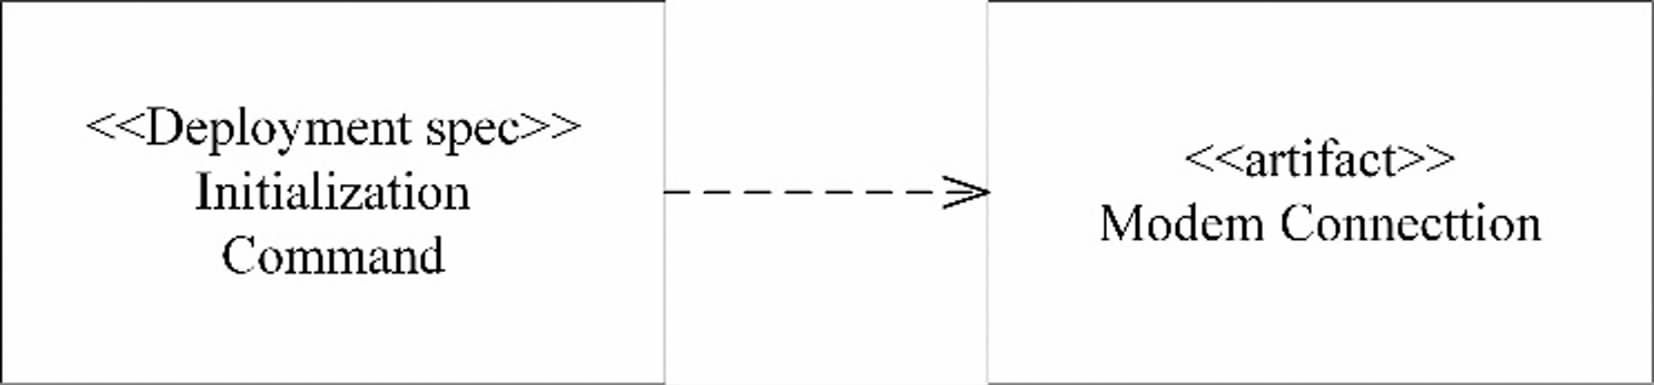 <<Deployment spec>>
Initialization
Command
<<artifact>>
Modem Connecttion